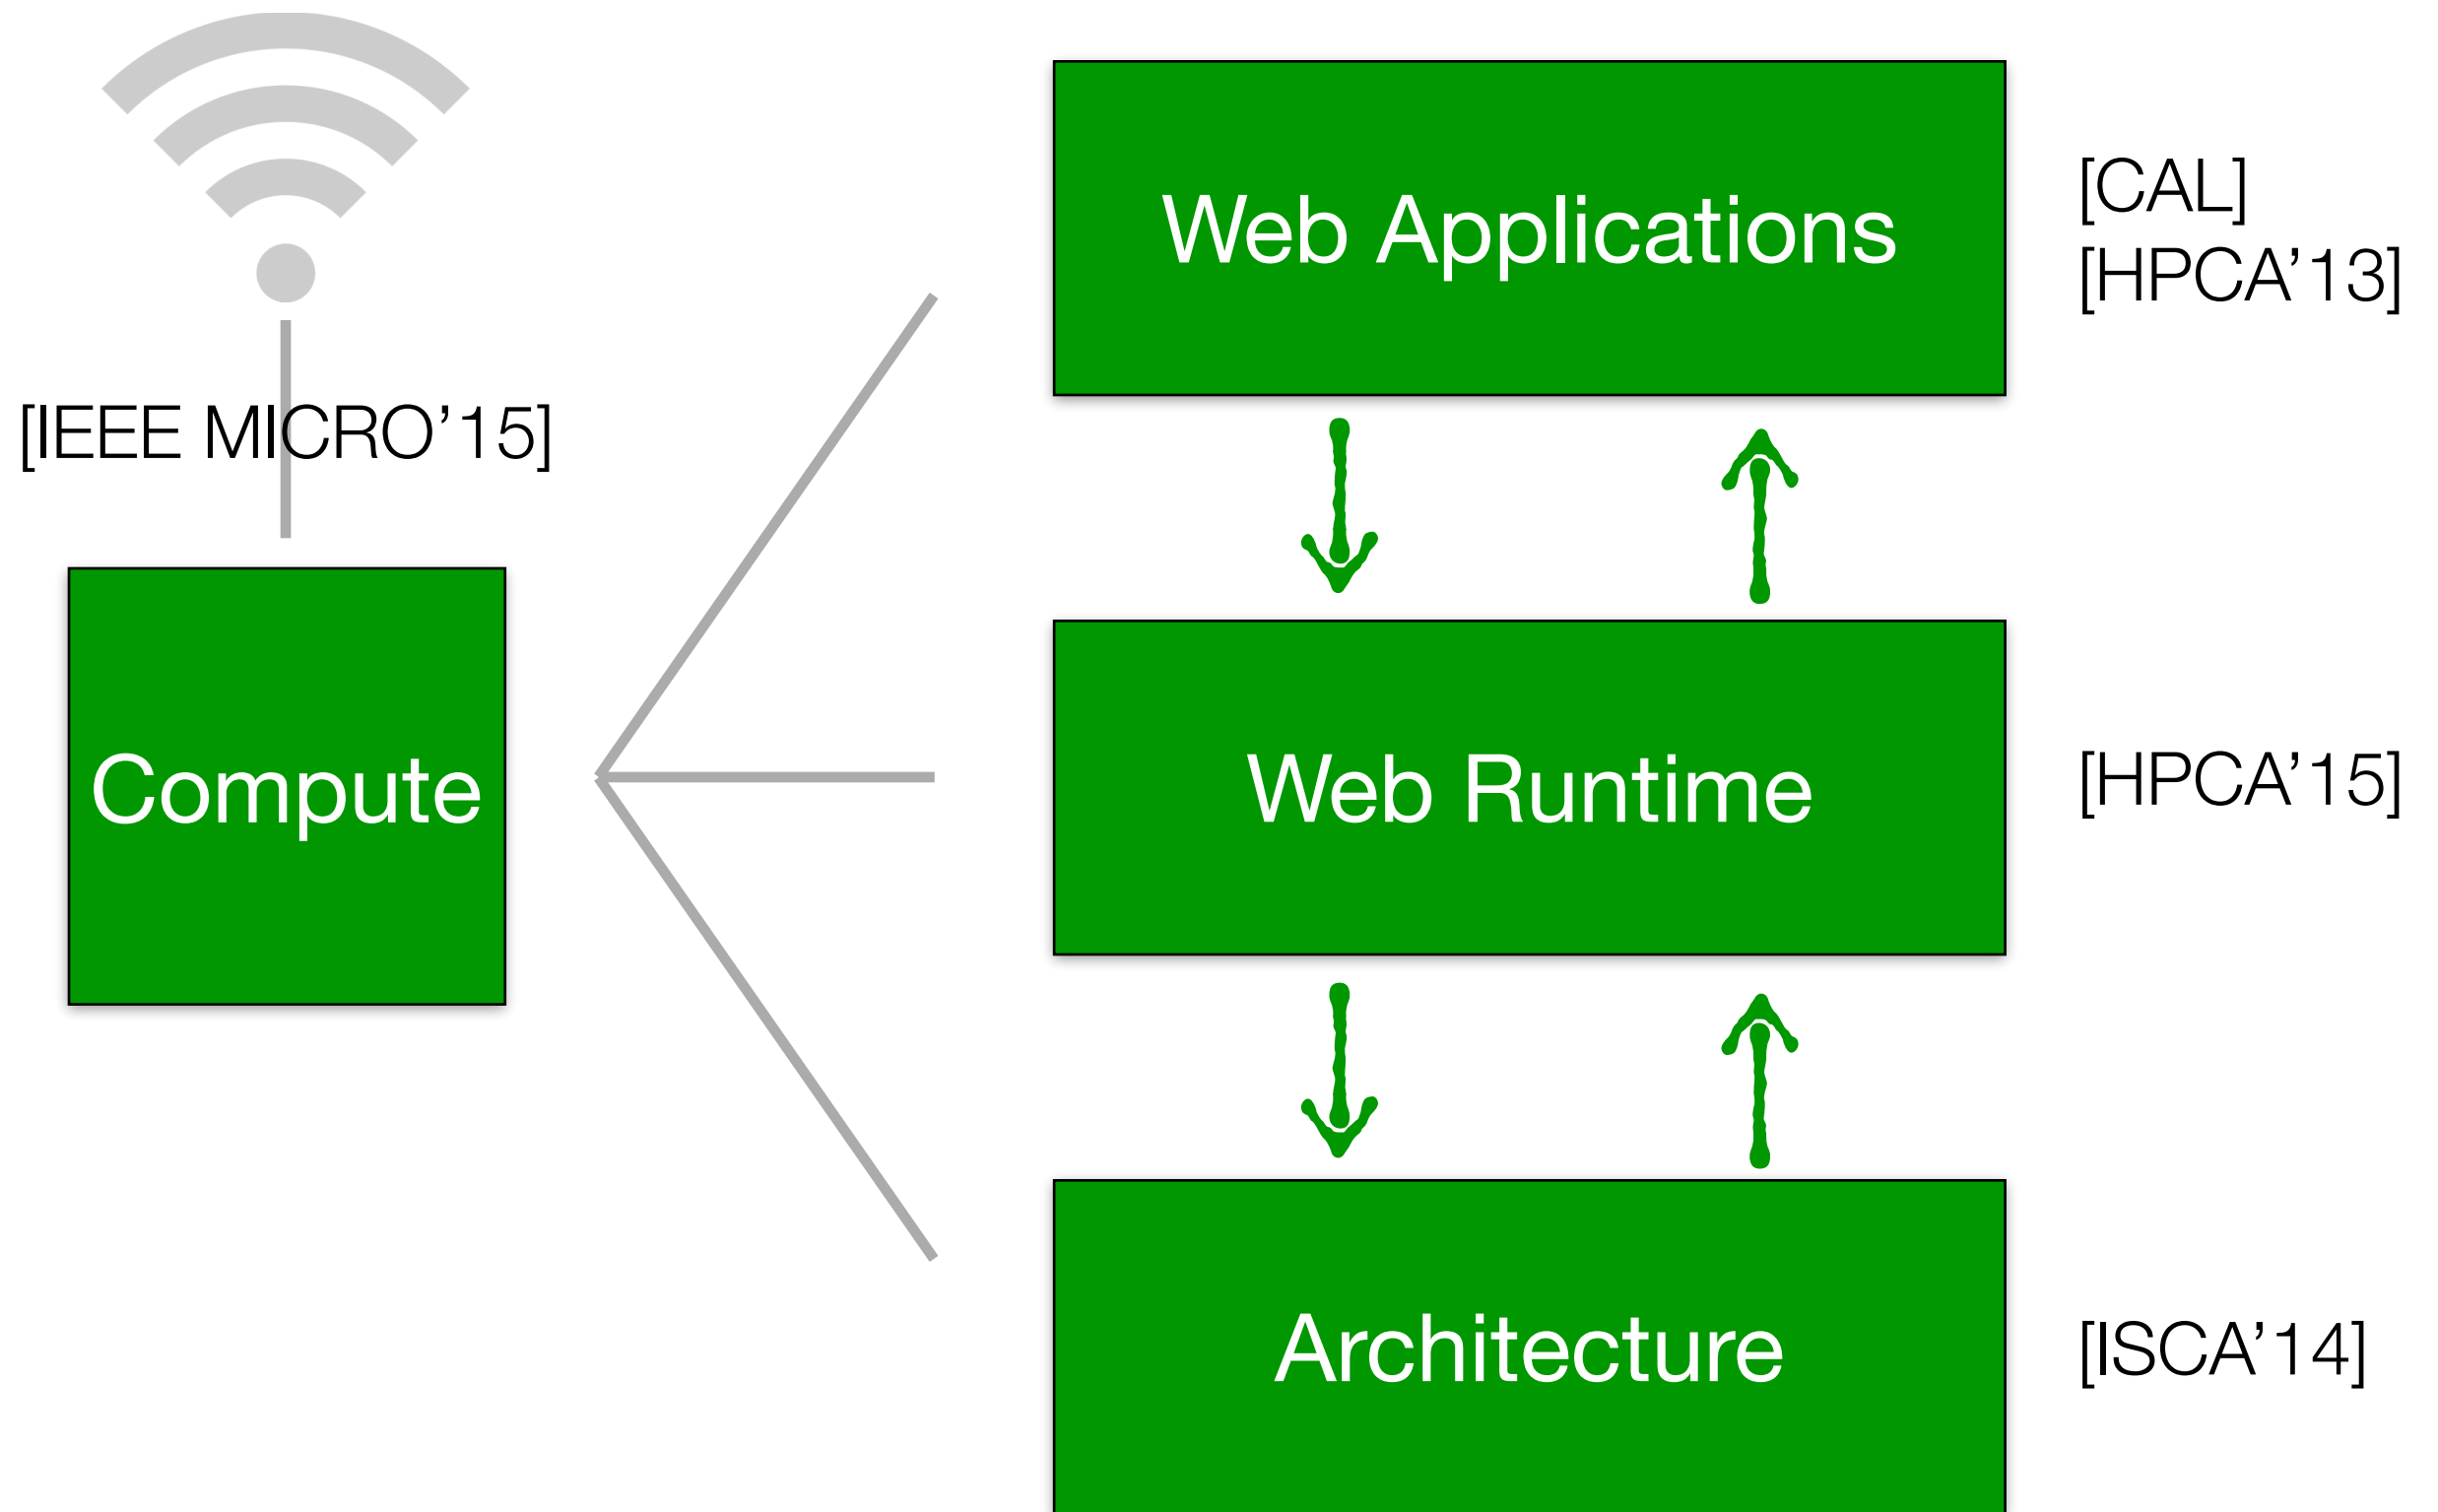 [IEEE MICRO’15]
Compute
Web Applications
[CAL]
[HPCA’13]
Web Runtime
[HPCA’15]
Architecture
[ISCA’14]